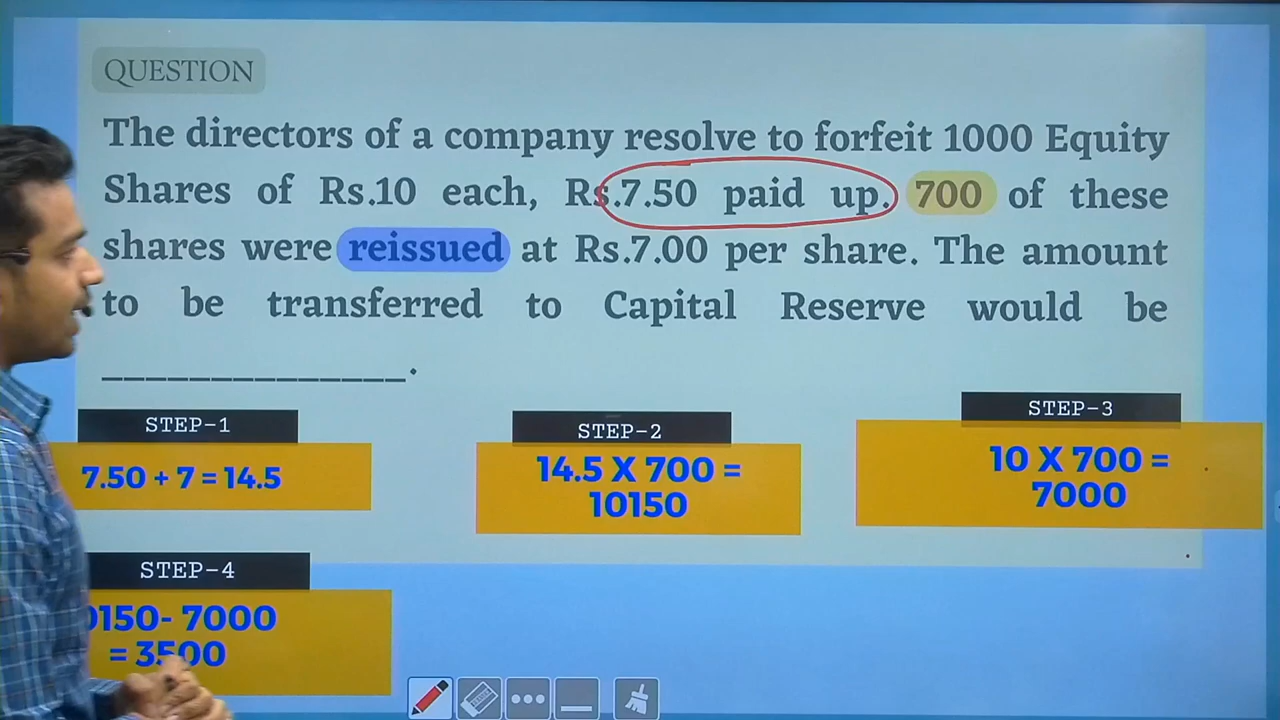 QUESTION
The directors of a company resolve to forfeit 1000 Equity
Shares of Rs.10 each, Rs.7.50 paid up. 700 of these
shares were reissued at Rs.7.00 per share. The amount
to be transferred to Capital Reserve would be
______________.
STEP-1
7.50 + 7 = 14.5
STEP-2
14.5 X 700 =
10150
STEP-3
10 X 700 =
7000
STEP-4
0150- 7000
= 3500